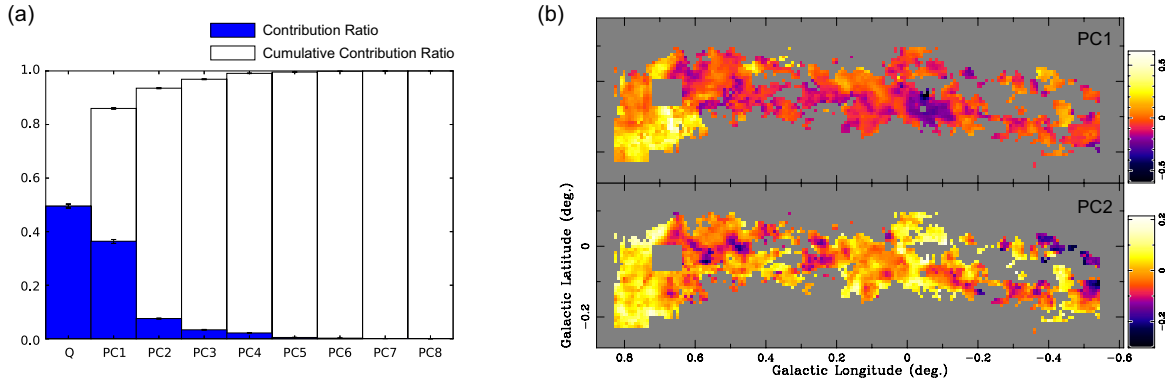 (a)
Contribution Ratio
Cumulative Contribution Ratio
1.0
0.8
0.6
0.4
0.2
0.0
Q PC1 PC2 PC3 PC4 PC5 PC6 PC7 PC8
(b)
PC1
0.5
0
−0.5
PC2
0.2
0
−0.2
0
−0.2
Galactic Latitude (deg.)
0.8 0.6 0.4 0.2 0 −0.2 −0.4 −0.6
Galactic Longitude (deg.)